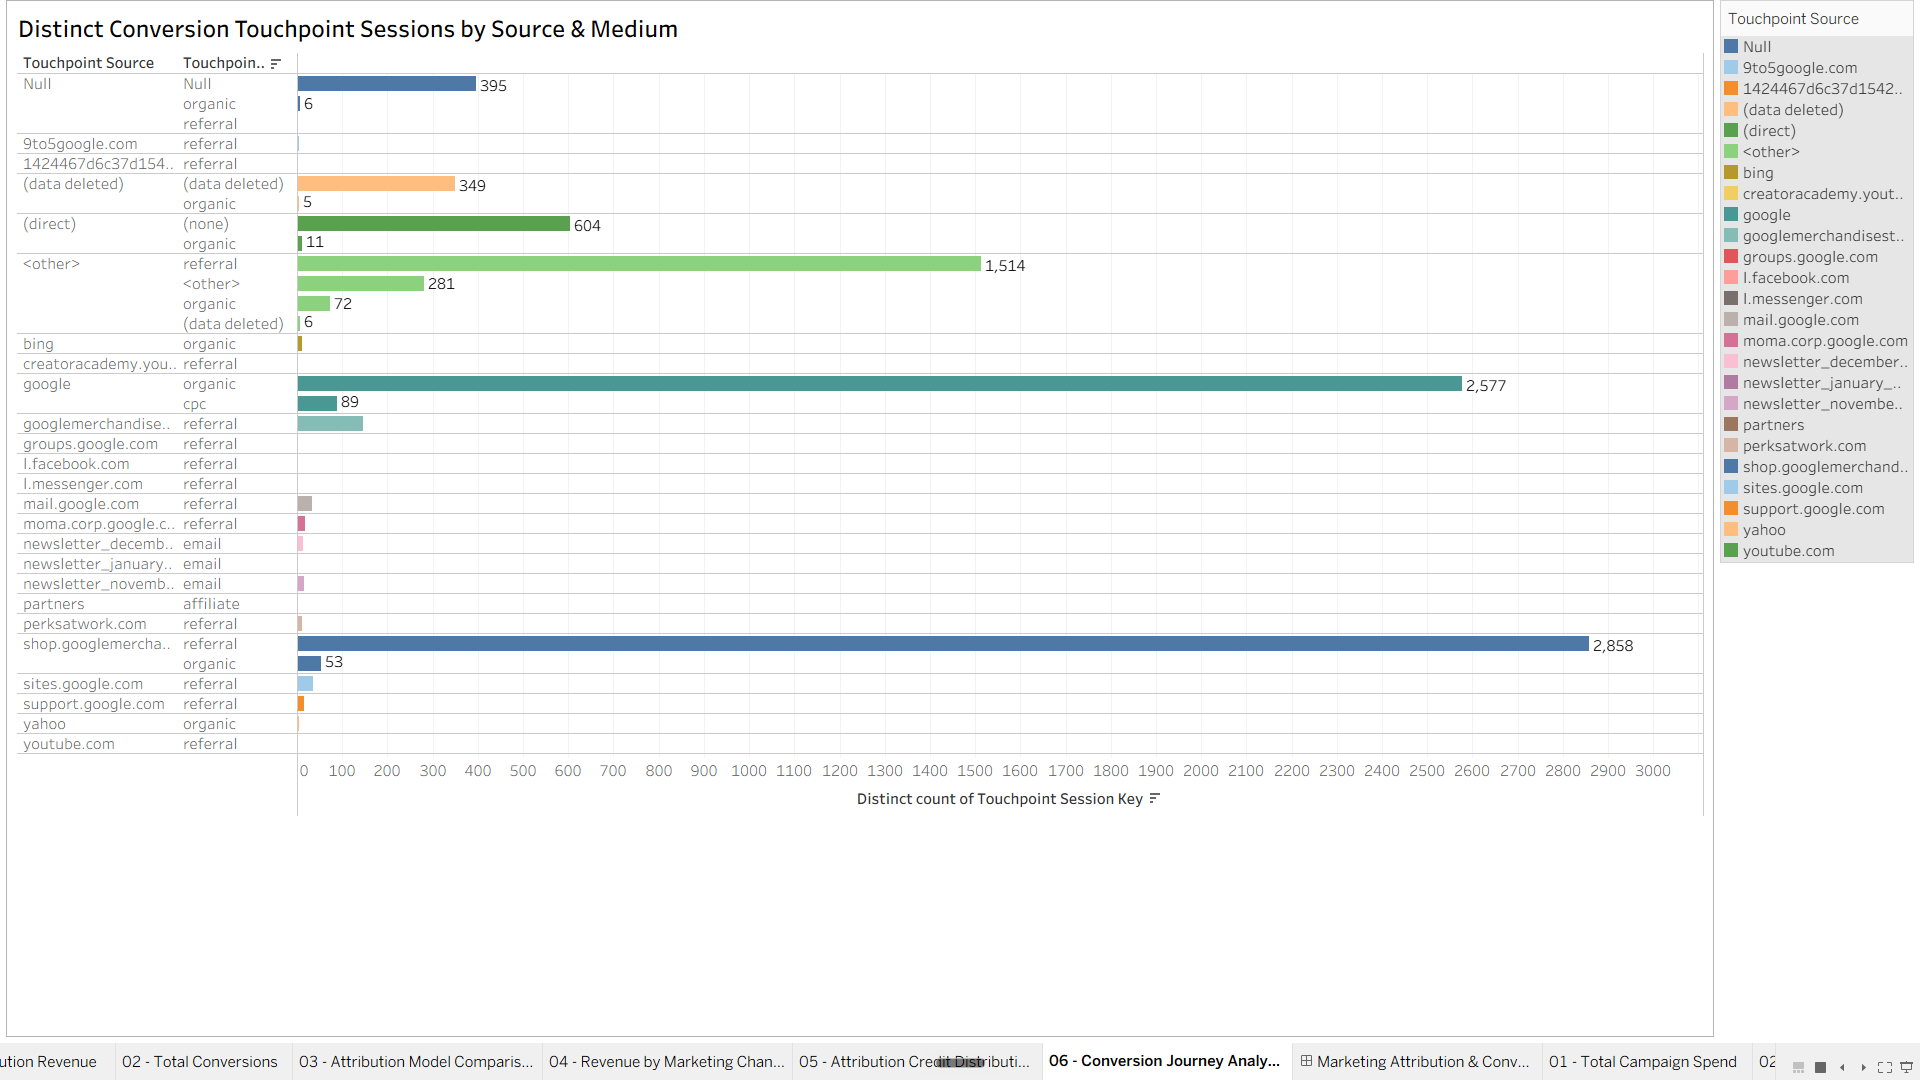 Distinct Conversion Touchpoint Sessions by Source & Medium
Touchpoint Source Touchpoin..
Null Null 395
organic 6
referral
9to5google.com referral
1424467d6c37d154.. referral
(data deleted) (data deleted) 349
organic 5
(direct) (none) 604
organic 11
<other> referral 1,514
<other> 281
organic 72
(data deleted) 6
bing organic
creatoracademy.you.. referral
google organic 2,577
cpc 89
googlemerchandise.. referral
groups.google.com referral
l.facebook.com referral
l.messenger.com referral
mail.google.com referral
moma.corp.google.c.. referral
newsletter_decemb.. email
newsletter_january.. email
newsletter_novemb.. email
partners affiliate
perksatwork.com referral
shop.googlemercha.. referral 2,858
organic 53
sites.google.com referral
support.google.com referral
yahoo organic
youtube.com referral
0 100 200 300 400 500 600 700 800 900 1000 1100 1200 1300 1400 1500 1600 1700 1800 1900 2000 2100 2200 2300 2400 2500 2600 2700 2800 2900 3000
Distinct count of Touchpoint Session Key
Touchpoint Source
Null
9to5google.com
1424467d6c37d1542..
(data deleted)
(direct)
<other>
bing
creatoracademy.yout..
google
googlemerchandisest..
groups.google.com
l.facebook.com
l.messenger.com
mail.google.com
moma.corp.google.com
newsletter_december..
newsletter_january_..
newsletter_novembe..
partners
perksatwork.com
shop.googlemerchand..
sites.google.com
support.google.com
yahoo
youtube.com
ution Revenue 02 - Total Conversions 03 - Attribution Model Comparis... 04 - Revenue by Marketing Chan... 05 - Attribution Credit Distributi... 06 - Conversion Journey Analy... Marketing Attribution & Conv... 01 - Total Campaign Spend 02